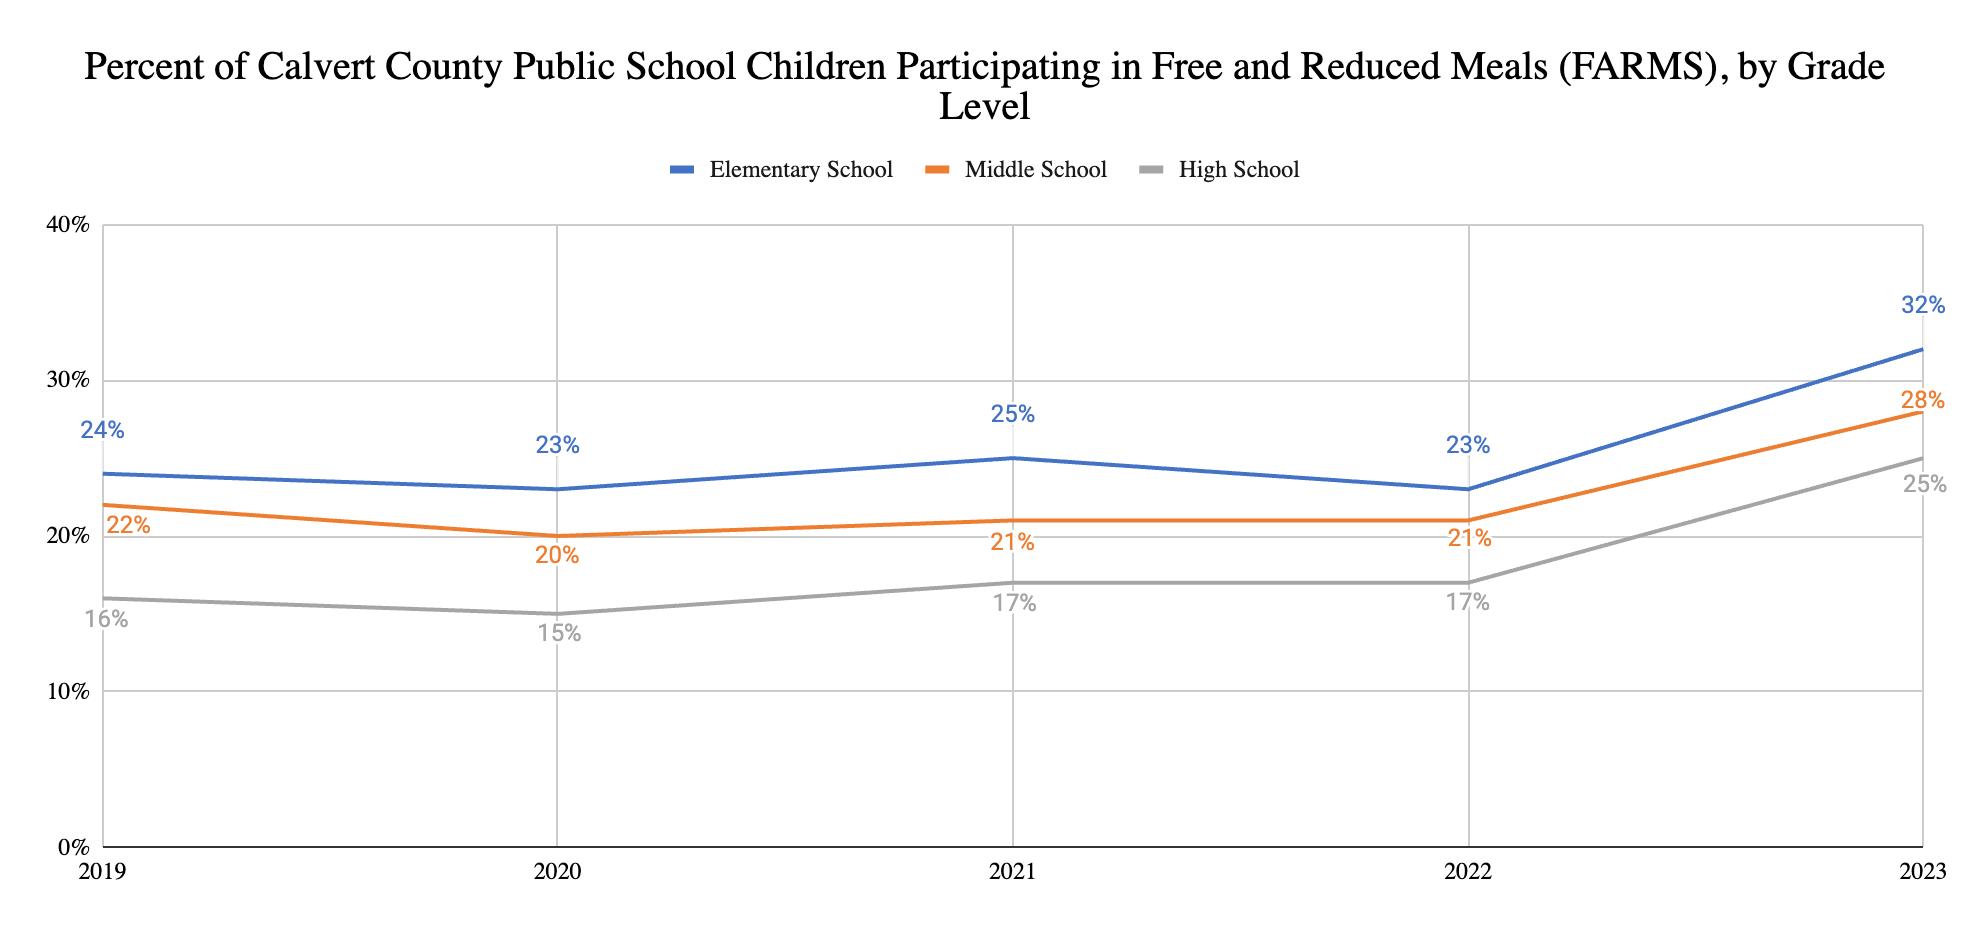 Percent of Calvert County Public School Children Participating in Free and Reduced Meals (FARMS), by Grade
Level
Elementary School Middle School High School
40%
32%
30%
28%
24% 23% 25% 23%
25%
22% 20% 21% 21%
20%
16% 15% 17% 17%
10%
0%
2019 2020 2021 2022 2023